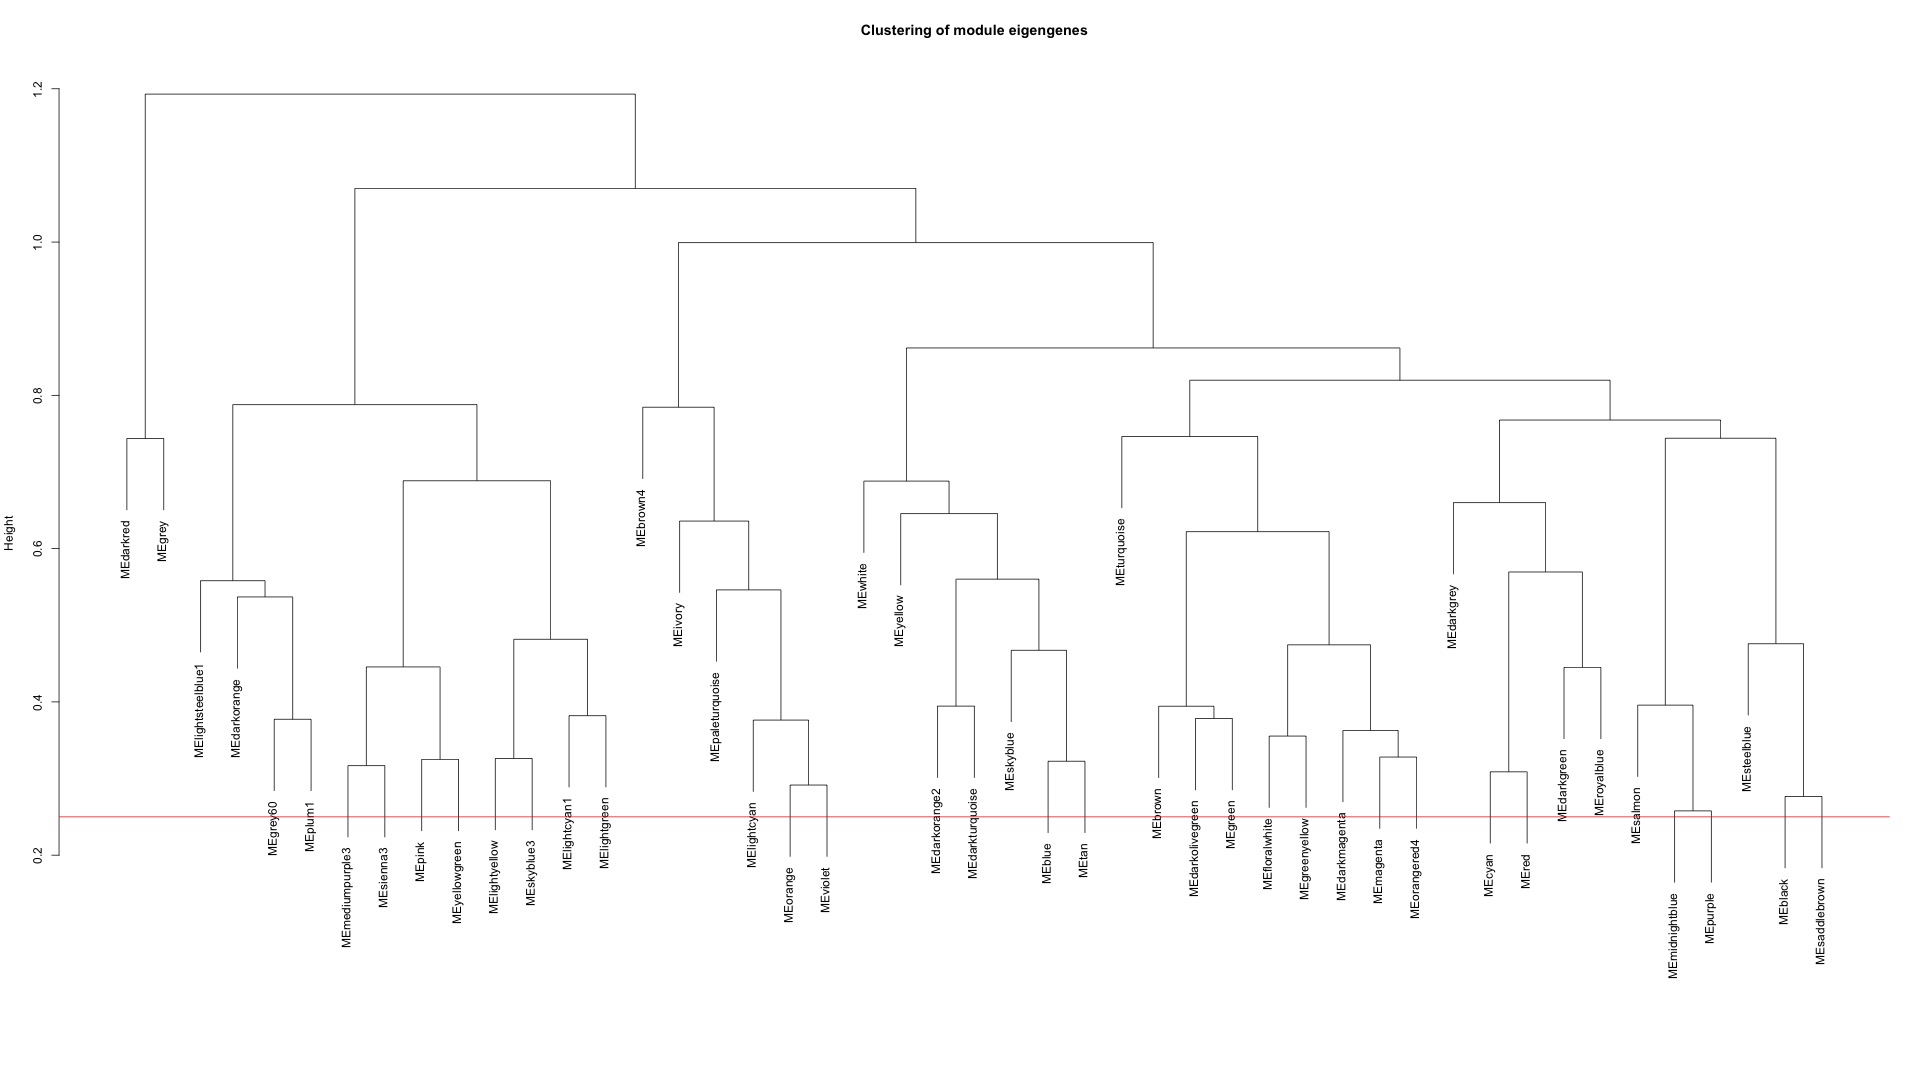 Clustering of module eigengenes
Height
1.2
1.0
0.8
0.6
0.4
0.2
MEdarkred
MEgrey
MElightsteelblue1
MEdarkorange
MEgrey60
MEplum1
MEmediumpurple3
MEsienna3
MEpink
MEyellowgreen
MElightyellow
MEskyblue3
MElightcyan1
MElightgreen
MEbrown4
MEivory
MEpaleturquoise
MElightcyan
MEorange
MEviolet
MEwhite
MEyellow
MEdarkorange2
MEdarkturquoise
MEskyblue
MEblue
MEtan
MEturquoise
MEbrown
MEdarkolivegreen
MEgreen
MEfloralwhite
MEgreenyellow
MEdarkmagenta
MEmagenta
MEorangered4
MEdarkgrey
MEcyan
MEred
MEdarkgreen
MEroyalblue
MEsalmon
MEmidnightblue
MEpurple
MEsteelblue
MEblack
MEsaddlebrown